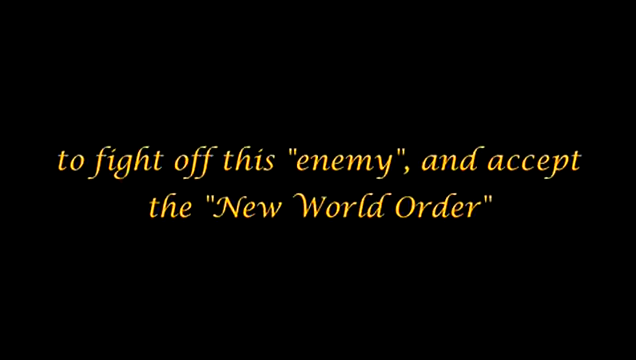 to fight off this "enemy", and accept
the "New World Order"